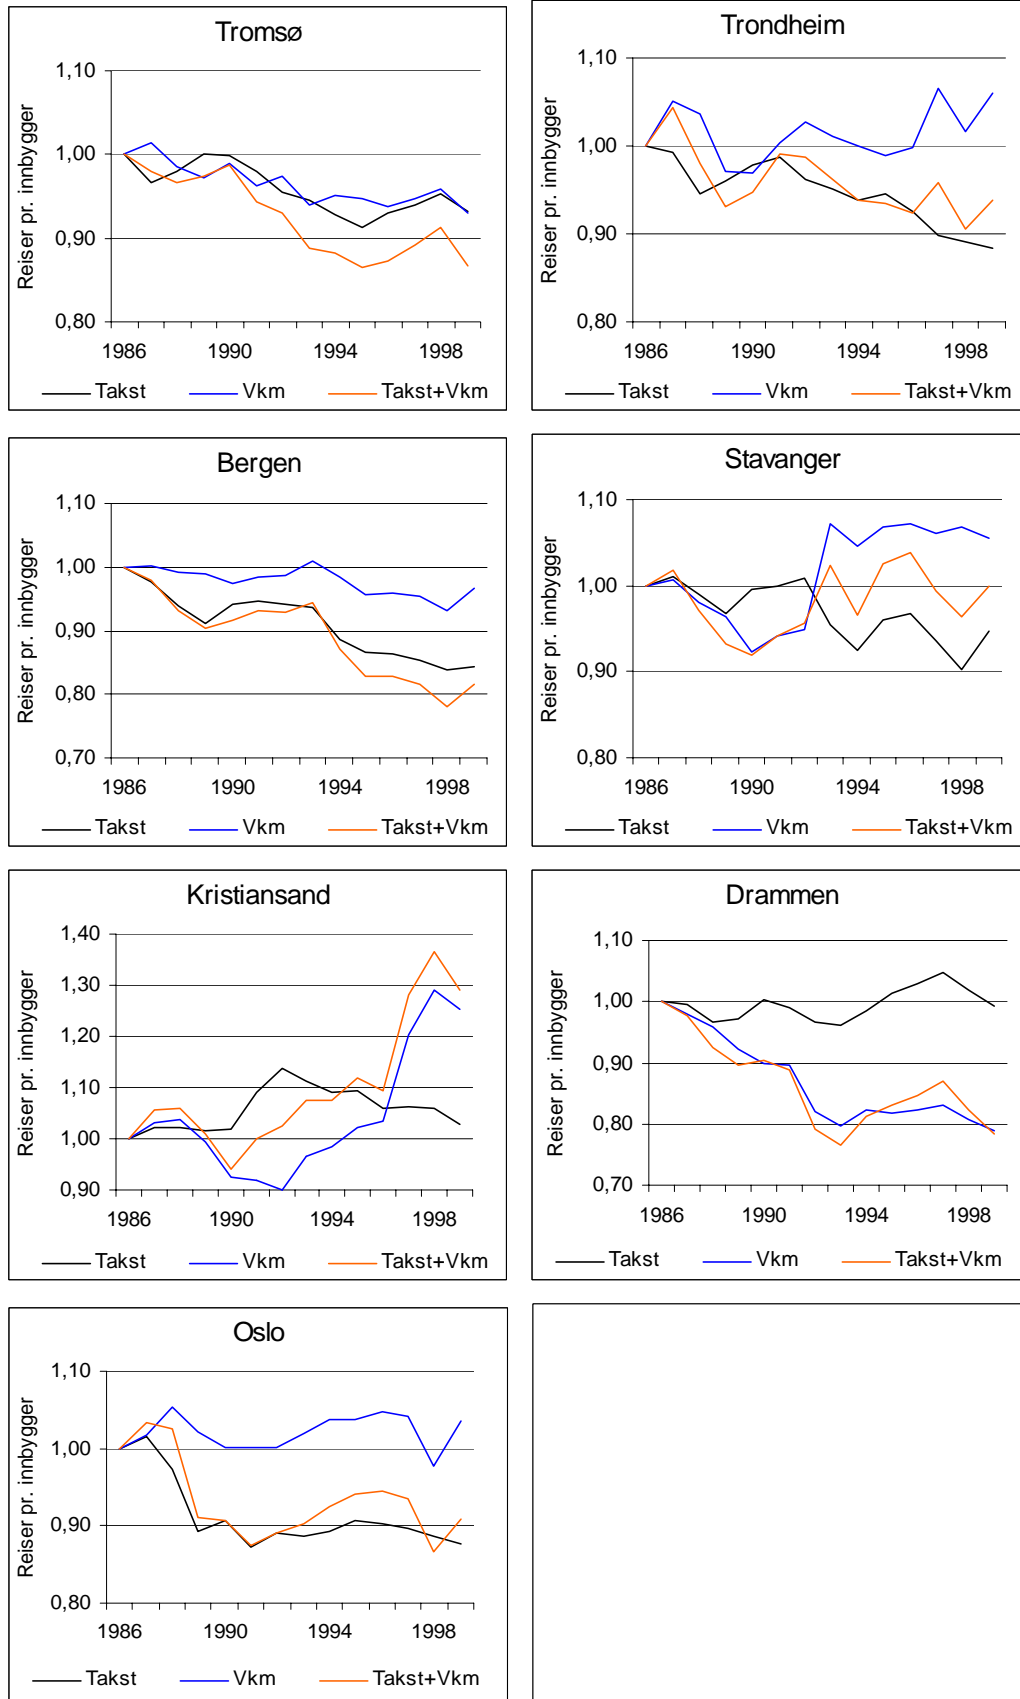 Tromsø
Reiser pr. innbygger
1,10
1,00
0,90
0,80
1986 1990 1994 1998
Takst Vkm Takst+Vkm
Trondheim
Reiser pr. innbygger
1,10
1,00
0,90
0,80
1986 1990 1994 1998
Takst Vkm Takst+Vkm
Bergen
Reiser pr. innbygger
1,10
1,00
0,90
0,80
0,70
1986 1990 1994 1998
Takst Vkm Takst+Vkm
Stavanger
Reiser pr. innbygger
1,10
1,00
0,90
0,80
1986 1990 1994 1998
Takst Vkm Takst+Vkm
Kristiansand
Reiser pr. innbygger
1,40
1,30
1,20
1,10
1,00
0,90
1986 1990 1994 1998
Takst Vkm Takst+Vkm
Drammen
Reiser pr. innbygger
1,10
1,00
0,90
0,80
0,70
1986 1990 1994 1998
Takst Vkm Takst+Vkm
Oslo
Reiser pr. innbygger
1,10
1,00
0,90
0,80
1986 1990 1994 1998
Takst Vkm Takst+Vkm